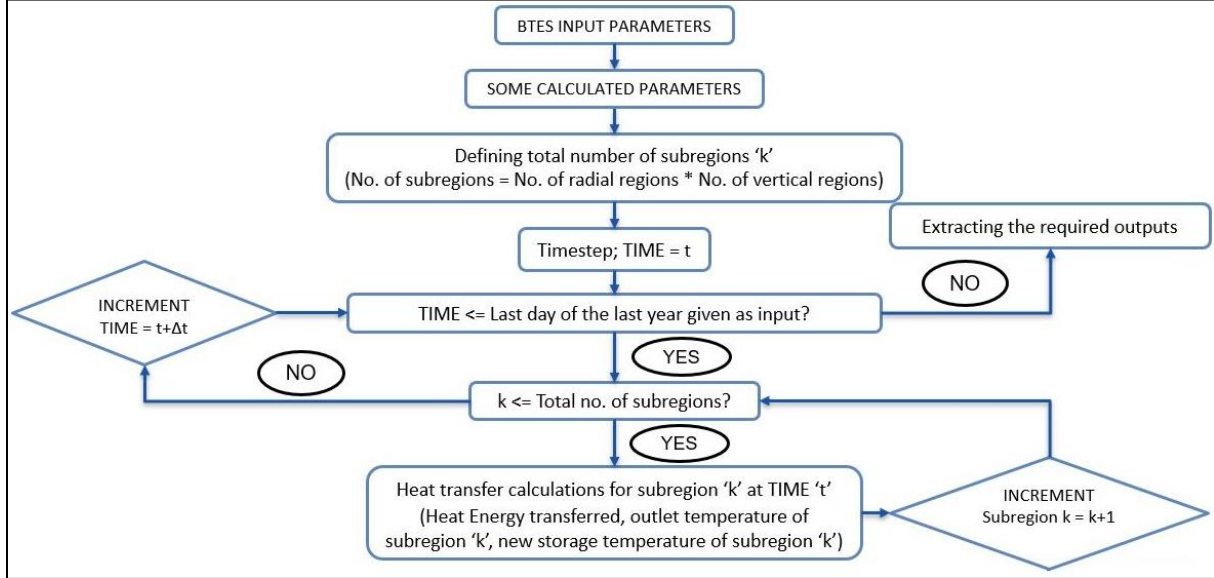 BTES INPUT PARAMETERS
SOME CALCULATED PARAMETERS
Defining total number of subregions ‘k’
(No. of subregions = No. of radial regions * No. of vertical regions)
Extracting the required outputs
Timestep; TIME = t
NO
INCREMENT
TIME = t+Δt
TIME <= Last day of the last year given as input?
YES
NO
k <= Total no. of subregions?
YES
Heat transfer calculations for subregion ‘k’ at TIME ‘t’
(Heat Energy transferred, outlet temperature of
subregion ‘k’, new storage temperature of subregion ‘k’)
INCREMENT
Subregion k = k+1